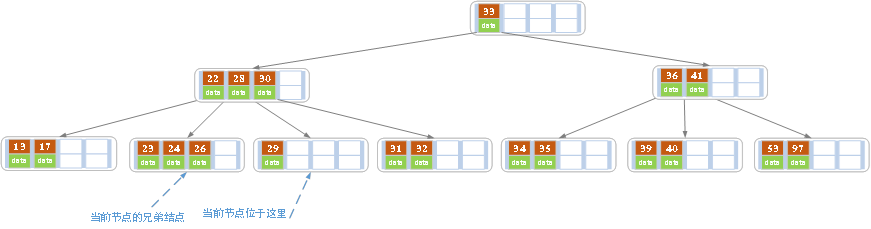 33
data
22 28 30
data data data
36 41
data data
13 17
data data
23 24 26
data data data
29
data
31 32
data data
34 35
data data
39 40
data data
53 97
data data
当前节点的兄弟结点
当前节点位于这里